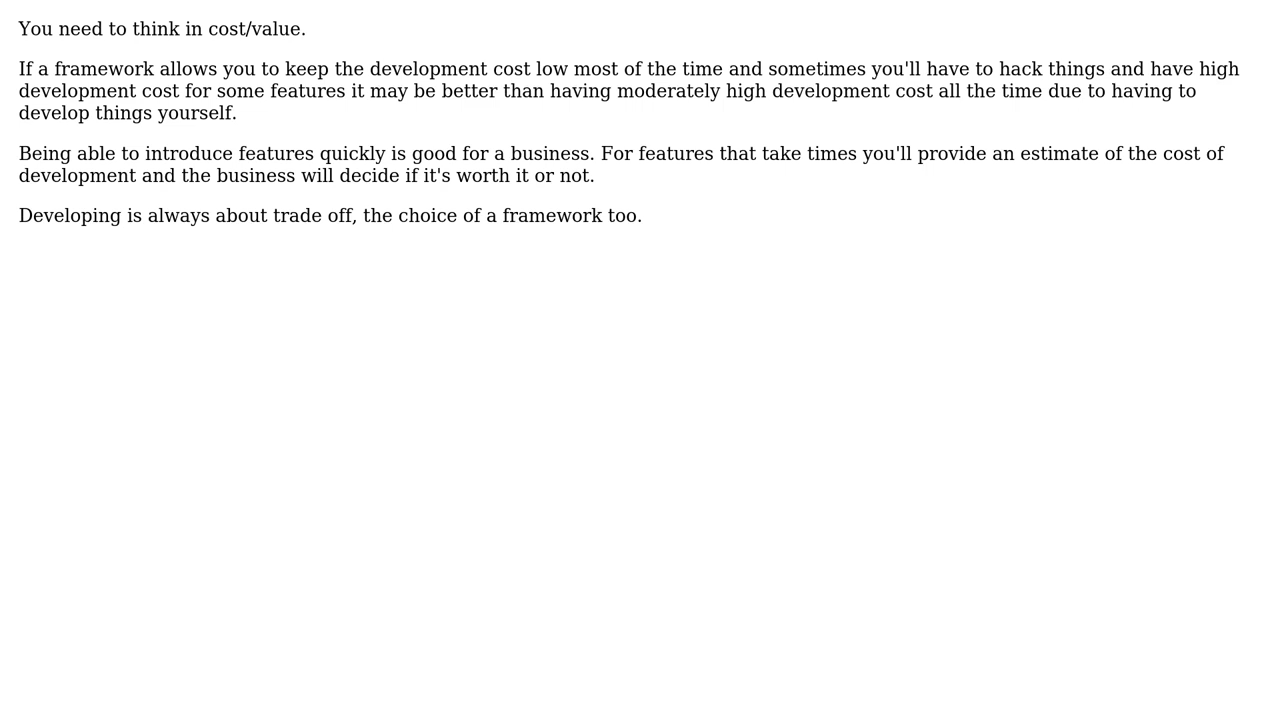 You need to think in cost/value.
If a framework allows you to keep the development cost low most of the time and sometimes you'll have to hack things and have high
development cost for some features it may be better than having moderately high development cost all the time due to having to
develop things yourself.
Being able to introduce features quickly is good for a business. For features that take times you'll provide an estimate of the cost of
development and the business will decide if it's worth it or not.
Developing is always about trade off, the choice of a framework too.